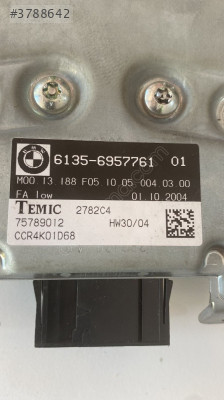 #3788642
BMW
6135-6957761 01
M00 13 188 F05 10 05 004 03 00
FA low 01.10.2004
TEMIC 2782C4
75789012 HW30/04
CCR4K01D68